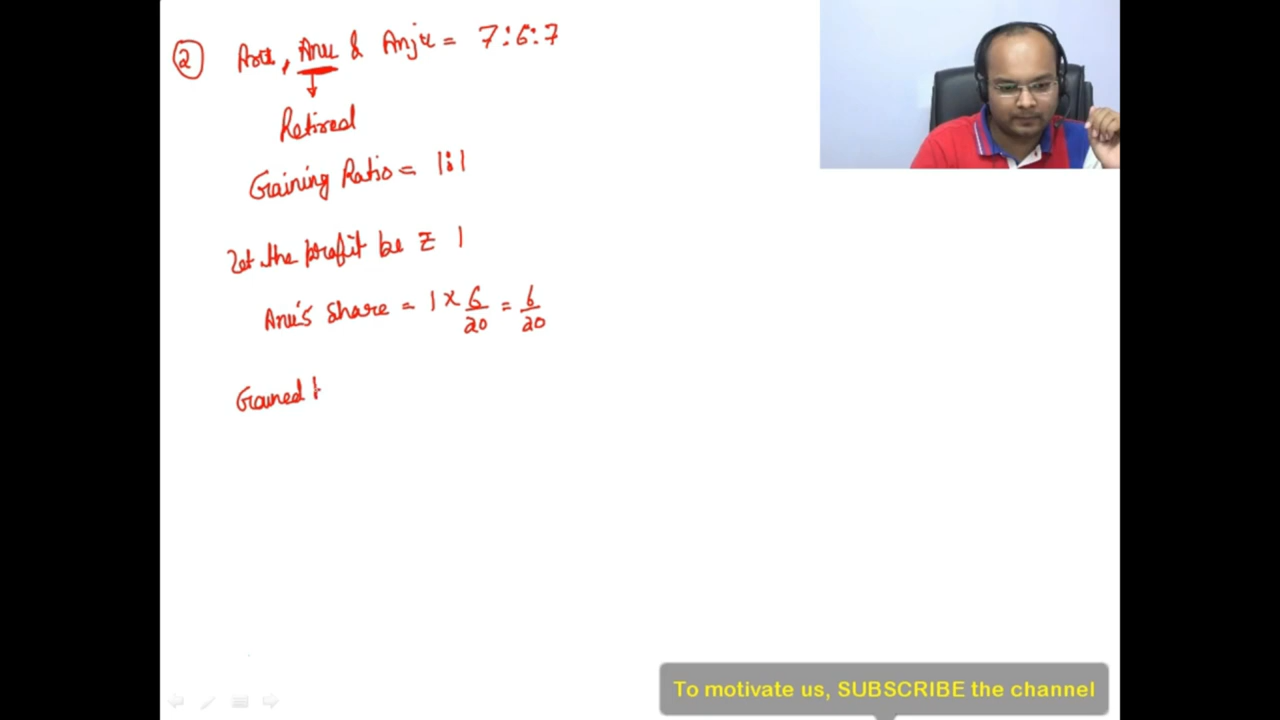 2 Arti, Anu & Anju = 7:6:7
Retired
Gaining Ratio = 1:1
Let the profit be ₹ 1
Anu's Share = 1 × 6/20 = 6/20
Gained
To motivate us, SUBSCRIBE the channel